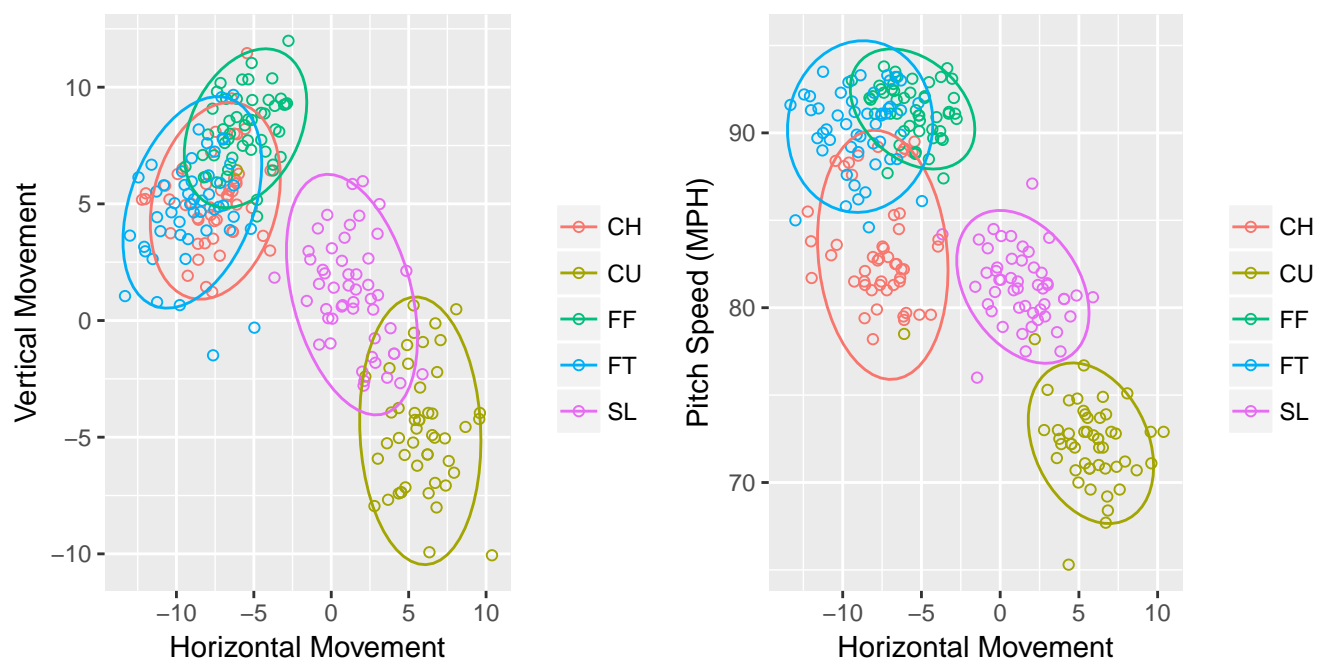 Vertical Movement
10
5
0
−5
−10
−10 −5 0 5 10
Horizontal Movement
CH
CU
FF
FT
SL
Pitch Speed (MPH)
90
80
70
−10 −5 0 5 10
Horizontal Movement
CH
CU
FF
FT
SL